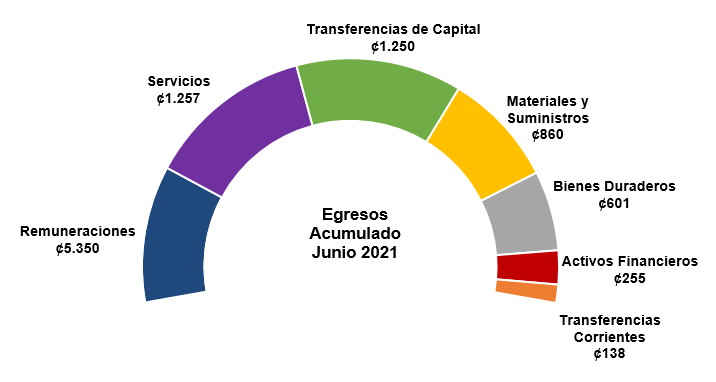 Transferencias de Capital
₡1.250
Servicios
₡1.257
Materiales y
Suministros
₡860
Bienes Duraderos
₡601
Egresos
Acumulado
Junio 2021
Remuneraciones
₡5.350
Activos Financieros
₡255
Transferencias
Corrientes
₡138